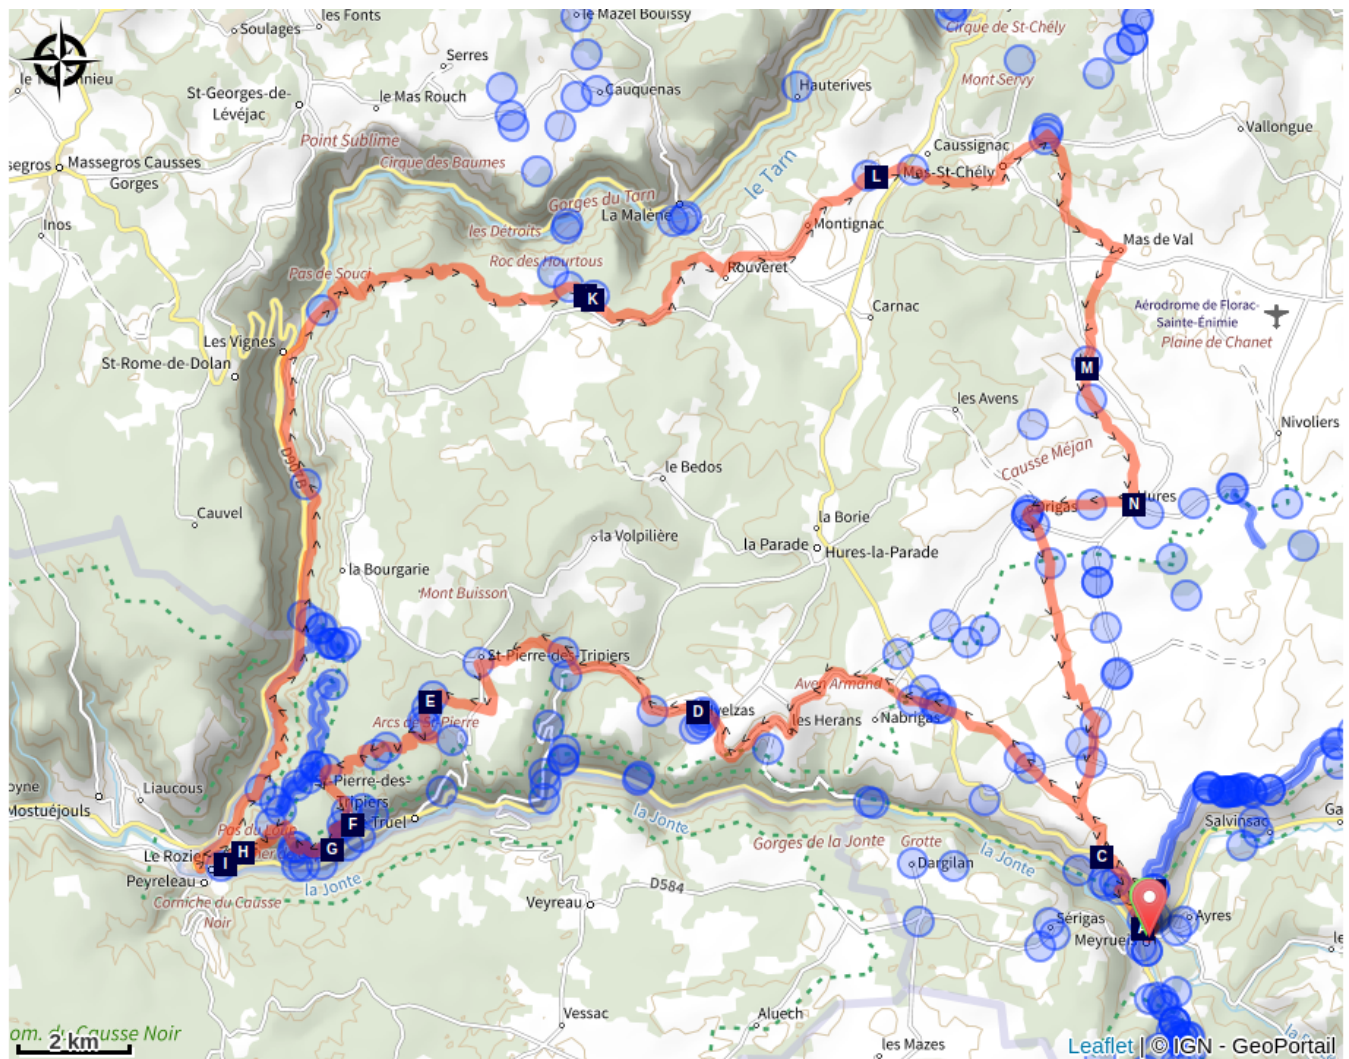 les Fonts
le Mazel Bouissy
Soulages
Cirque de St-Chély
Serres
Mont Servy
St-Georges-de-
Lévéjac
le Mas Rouch
Cauquenas
Hauterives
Vallongue
Point Sublime
Caussignac
Massegros Causses
Gorges
Cirque des Baumes
le Tarn
L
Mas-St-Chély
Gorges du Tarn
La Malène
Inos
les Détroits
Montignac
Mas de Val
Pas de Souci
Roc des Hourtous
Rouveret
K
Carnac
Aérodrome de Florac-
Sainte-Énimie
Plaine de Chanet
Les Vignes
St-Rome-de-Dolan
M
les Avens
Nivoliers
D907B
le Bedos
Causse Méjan
N
Hures
Drigas
Cauvel
la Borie
la Volpilière
la Parade
Hures-la-Parade
la Bourgarie
Mont Buisson
St-Pierre-des-Tripiers
Aven Armand
E
D
Arcs de St-Pierre
les Herans
Nabrigas
St-Pierre-des-
Tripiers
Liaucous
Mostuéjouls
F
Truel
la Jonte
Salvinsac
Pas du Loup
H
G
I
Le Rozier
Peyreleau
la Jonte
Gorges de la Jonte
Grotte
Dargilan
la Jonte
C
D584
Corniche du Causse
Noir
Veyreau
Sérigas
Ayres
Meyrueis
Vessac
Aluech
les Mazes
2 km
Leaflet | © IGN - GeoPortail